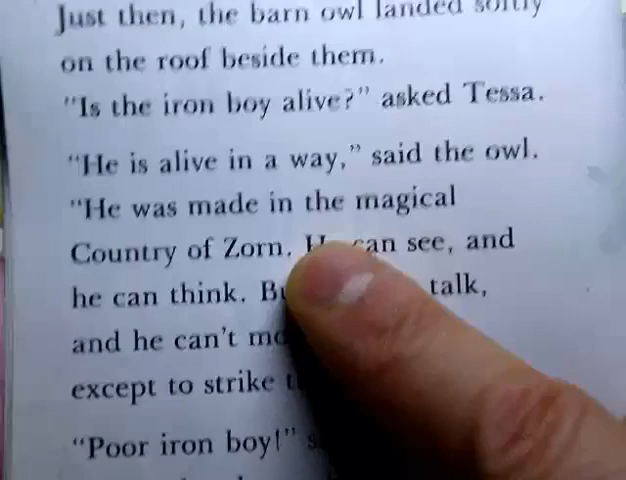 Just then, the barn owl landed softly
on the roof beside them.
"Is the iron boy alive?" asked Tessa.
"He is alive in a way," said the owl.
"He was made in the magical
Country of Zorn. can see, and
he can think. talk,
and he can't
except to strike
"Poor iron boy!"